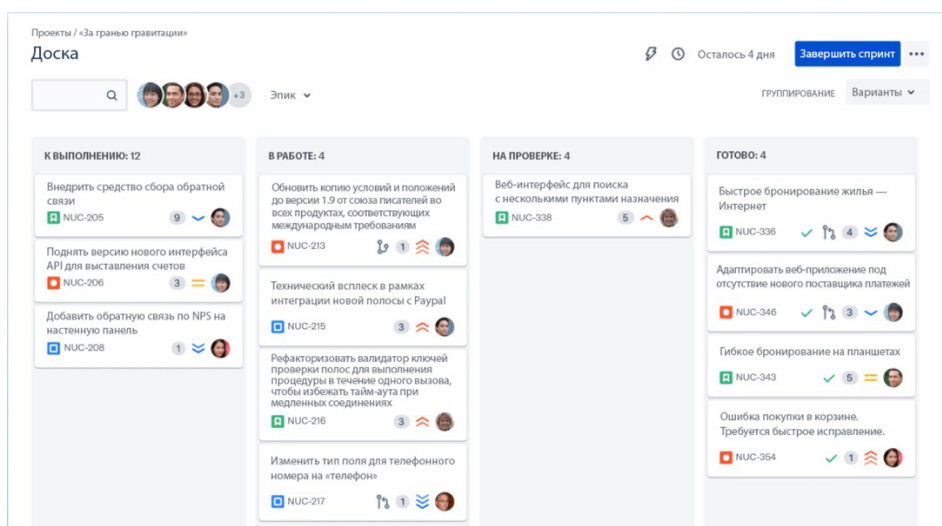 Проекты / «За гранью гравитации»
Доска
Осталось 4 дня
Завершить спринт
+3
Эпик
ГРУППИРОВАНИЕ
Варианты
К ВЫПОЛНЕНИЮ: 12
Внедрить средство сбора обратной
связи
NUC-205
9
Поднять версию нового интерфейса
API для выставления счетов
NUC-206
3
Добавить обратную связь по NPS на
настенную панель
NUC-208
1
В РАБОТЕ: 4
Обновить копию условий и положений
до версии 1.9 от союза писателей во
всех продуктах, соответствующих
международным требованиям
NUC-213
1
Технический всплеск в рамках
интеграции новой полосы с Paypal
NUC-215
3
Рефакторизовать валидатор ключей
проверки полос для выполнения
процедуры в течение одного вызова,
чтобы избежать тайм-аута при
медленных соединениях
NUC-216
3
Изменить тип поля для телефонного
номера на «телефон»
NUC-217
1
НА ПРОВЕРКЕ: 4
Веб-интерфейс для поиска
с несколькими пунктами назначения
NUC-338
5
ГОТОВО: 4
Быстрое бронирование жилья —
Интернет
NUC-336
4
Адаптировать веб-приложение под
отсутствие нового поставщика платежей
NUC-346
3
Гибкое бронирование на планшетах
NUC-343
5
Ошибка покупки в корзине.
Требуется быстрое исправление.
NUC-354
1